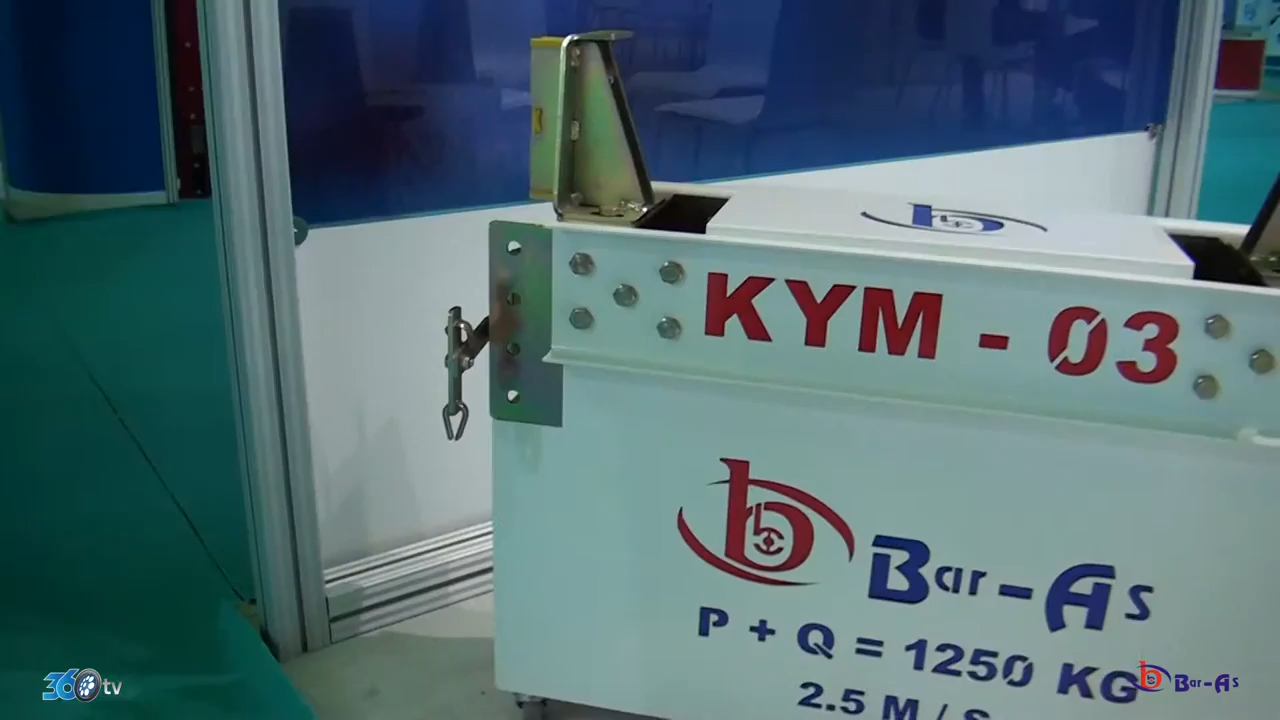 KYM - 03
Bar-As
P + Q = 1250 KG
2.5 M / S
360tv
Bar-As